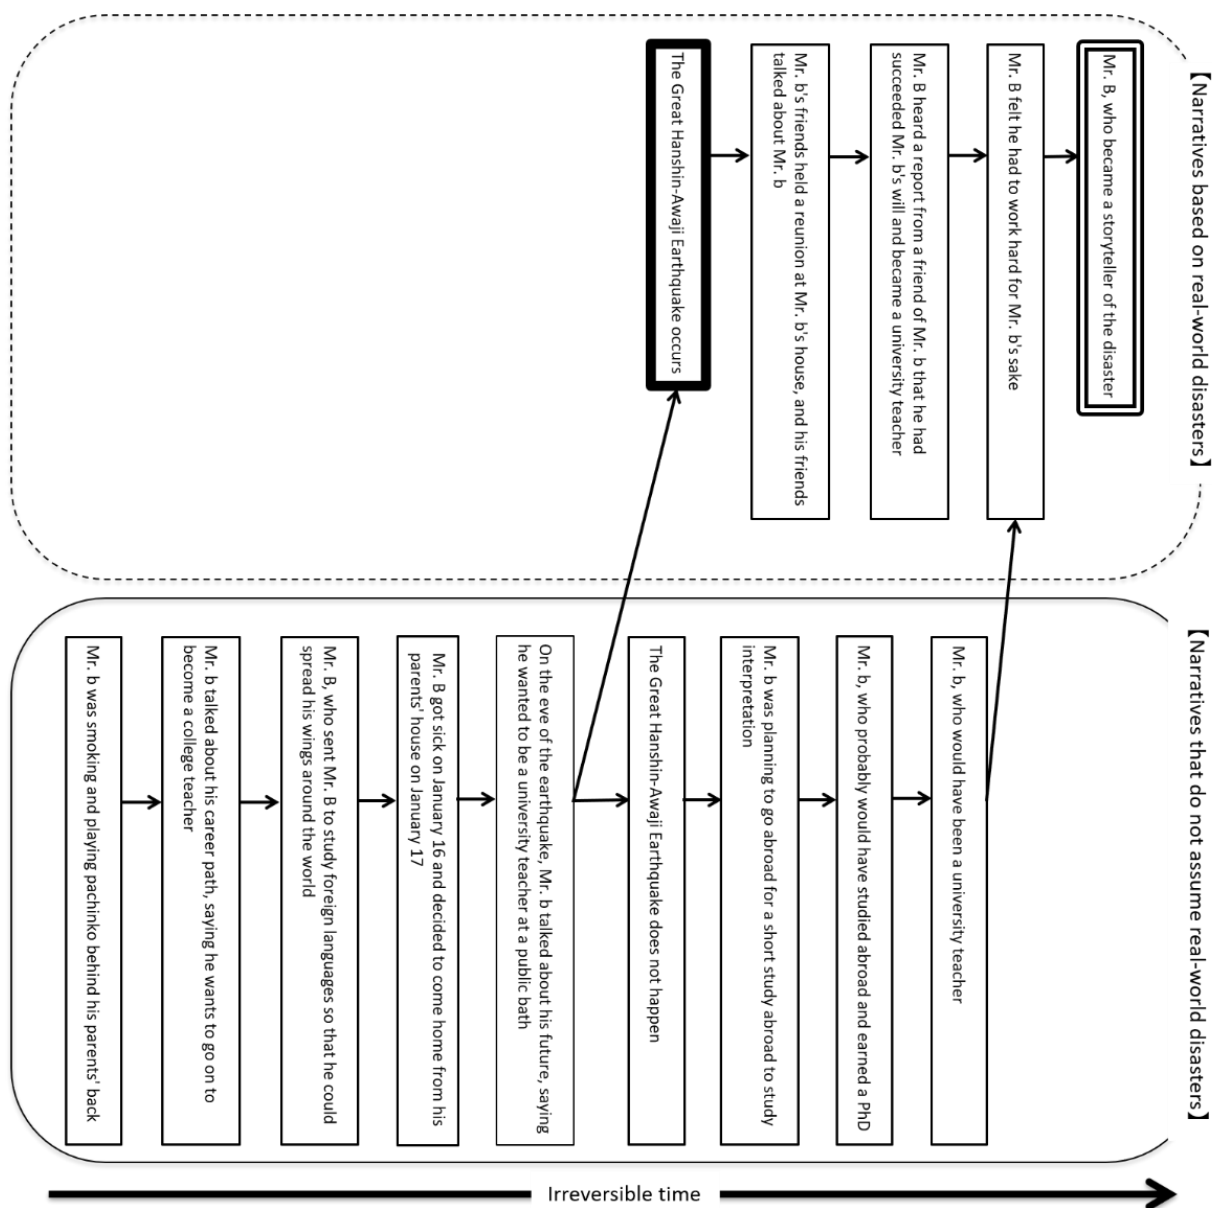 【Narratives based on real-world disasters】
The Great Hanshin-Awaji Earthquake occurs
Mr. b's friends held a reunion at Mr. b's house, and his friends
talked about Mr. b
Mr. B heard a report from a friend of Mr. b that he had
succeeded Mr. b's will and became a university teacher
Mr. B felt he had to work hard for Mr. b's sake
Mr. B, who became a storyteller of the disaster
【Narratives that do not assume real-world disasters】
Mr. b was smoking and playing pachinko behind his parents' back
Mr. b talked about his career path, saying he wants to go on to
become a college teacher
Mr. B, who sent Mr. B to study foreign languages so that he could
spread his wings around the world
Mr. B got sick on January 16 and decided to come home from his
parents' house on January 17
On the eve of the earthquake, Mr. b talked about his future, saying
he wanted to be a university teacher at a public bath
The Great Hanshin-Awaji Earthquake does not happen
Mr. b was planning to go abroad for a short study abroad to study
interpretation
Mr. b, who probably would have studied abroad and earned a PhD
Mr. b, who would have been a university teacher
Irreversible time